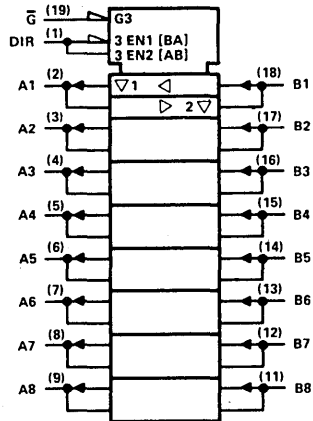 G̅ (19) G3
DIR (1) 3 EN1 [BA]
3 EN2 [AB]
A1 (2) ▽1 ◁ (18) B1
▷ 2▽
A2 (3) (17) B2
A3 (4) (16) B3
A4 (5) (15) B4
A5 (6) (14) B5
A6 (7) (13) B6
A7 (8) (12) B7
A8 (9) (11) B8